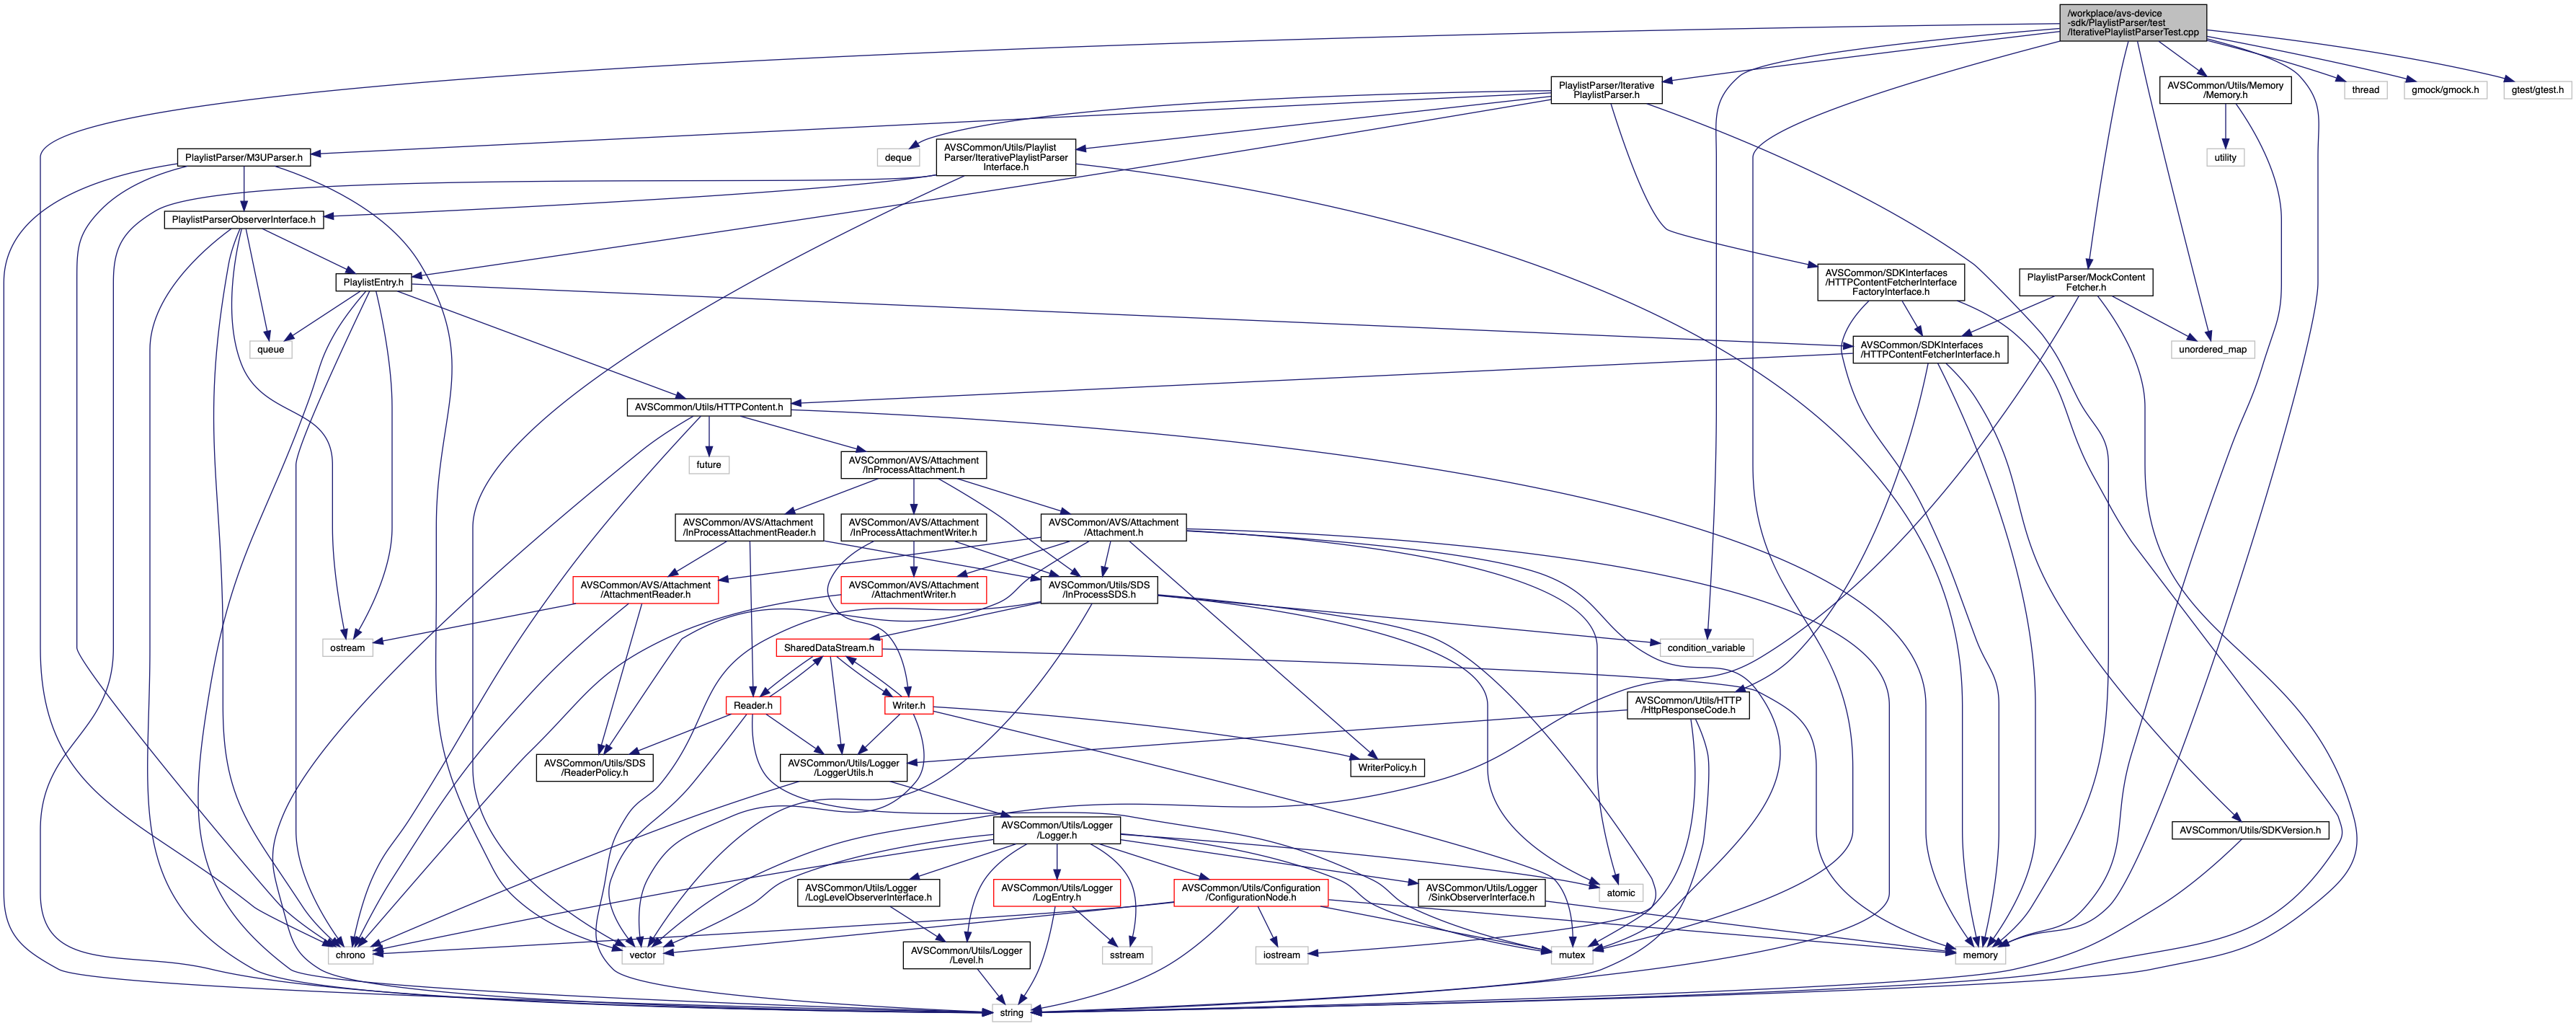 /workplace/avs-device
-sdk/PlaylistParser/test
/IterativePlaylistParserTest.cpp
PlaylistParser/Iterative
PlaylistParser.h
AVSCommon/Utils/Memory
/Memory.h
thread
gmock/gmock.h
gtest/gtest.h
PlaylistParser/M3UParser.h
deque
AVSCommon/Utils/Playlist
Parser/IterativePlaylistParser
Interface.h
utility
PlaylistParserObserverInterface.h
PlaylistEntry.h
AVSCommon/SDKInterfaces
/HTTPContentFetcherInterface
FactoryInterface.h
PlaylistParser/MockContent
Fetcher.h
queue
AVSCommon/SDKInterfaces
/HTTPContentFetcherInterface.h
unordered_map
AVSCommon/Utils/HTTPContent.h
future
AVSCommon/AVS/Attachment
/InProcessAttachment.h
AVSCommon/AVS/Attachment
/InProcessAttachmentReader.h
AVSCommon/AVS/Attachment
/InProcessAttachmentWriter.h
AVSCommon/AVS/Attachment
/Attachment.h
AVSCommon/AVS/Attachment
/AttachmentReader.h
AVSCommon/AVS/Attachment
/AttachmentWriter.h
AVSCommon/Utils/SDS
/InProcessSDS.h
ostream
SharedDataStream.h
condition_variable
Reader.h
Writer.h
AVSCommon/Utils/HTTP
/HttpResponseCode.h
AVSCommon/Utils/SDS
/ReaderPolicy.h
AVSCommon/Utils/Logger
/LoggerUtils.h
WriterPolicy.h
AVSCommon/Utils/Logger
/Logger.h
AVSCommon/Utils/SDKVersion.h
AVSCommon/Utils/Logger
/LogLevelObserverInterface.h
AVSCommon/Utils/Logger
/LogEntry.h
AVSCommon/Utils/Configuration
/ConfigurationNode.h
AVSCommon/Utils/Logger
/SinkObserverInterface.h
atomic
chrono
vector
AVSCommon/Utils/Logger
/Level.h
sstream
iostream
mutex
memory
string